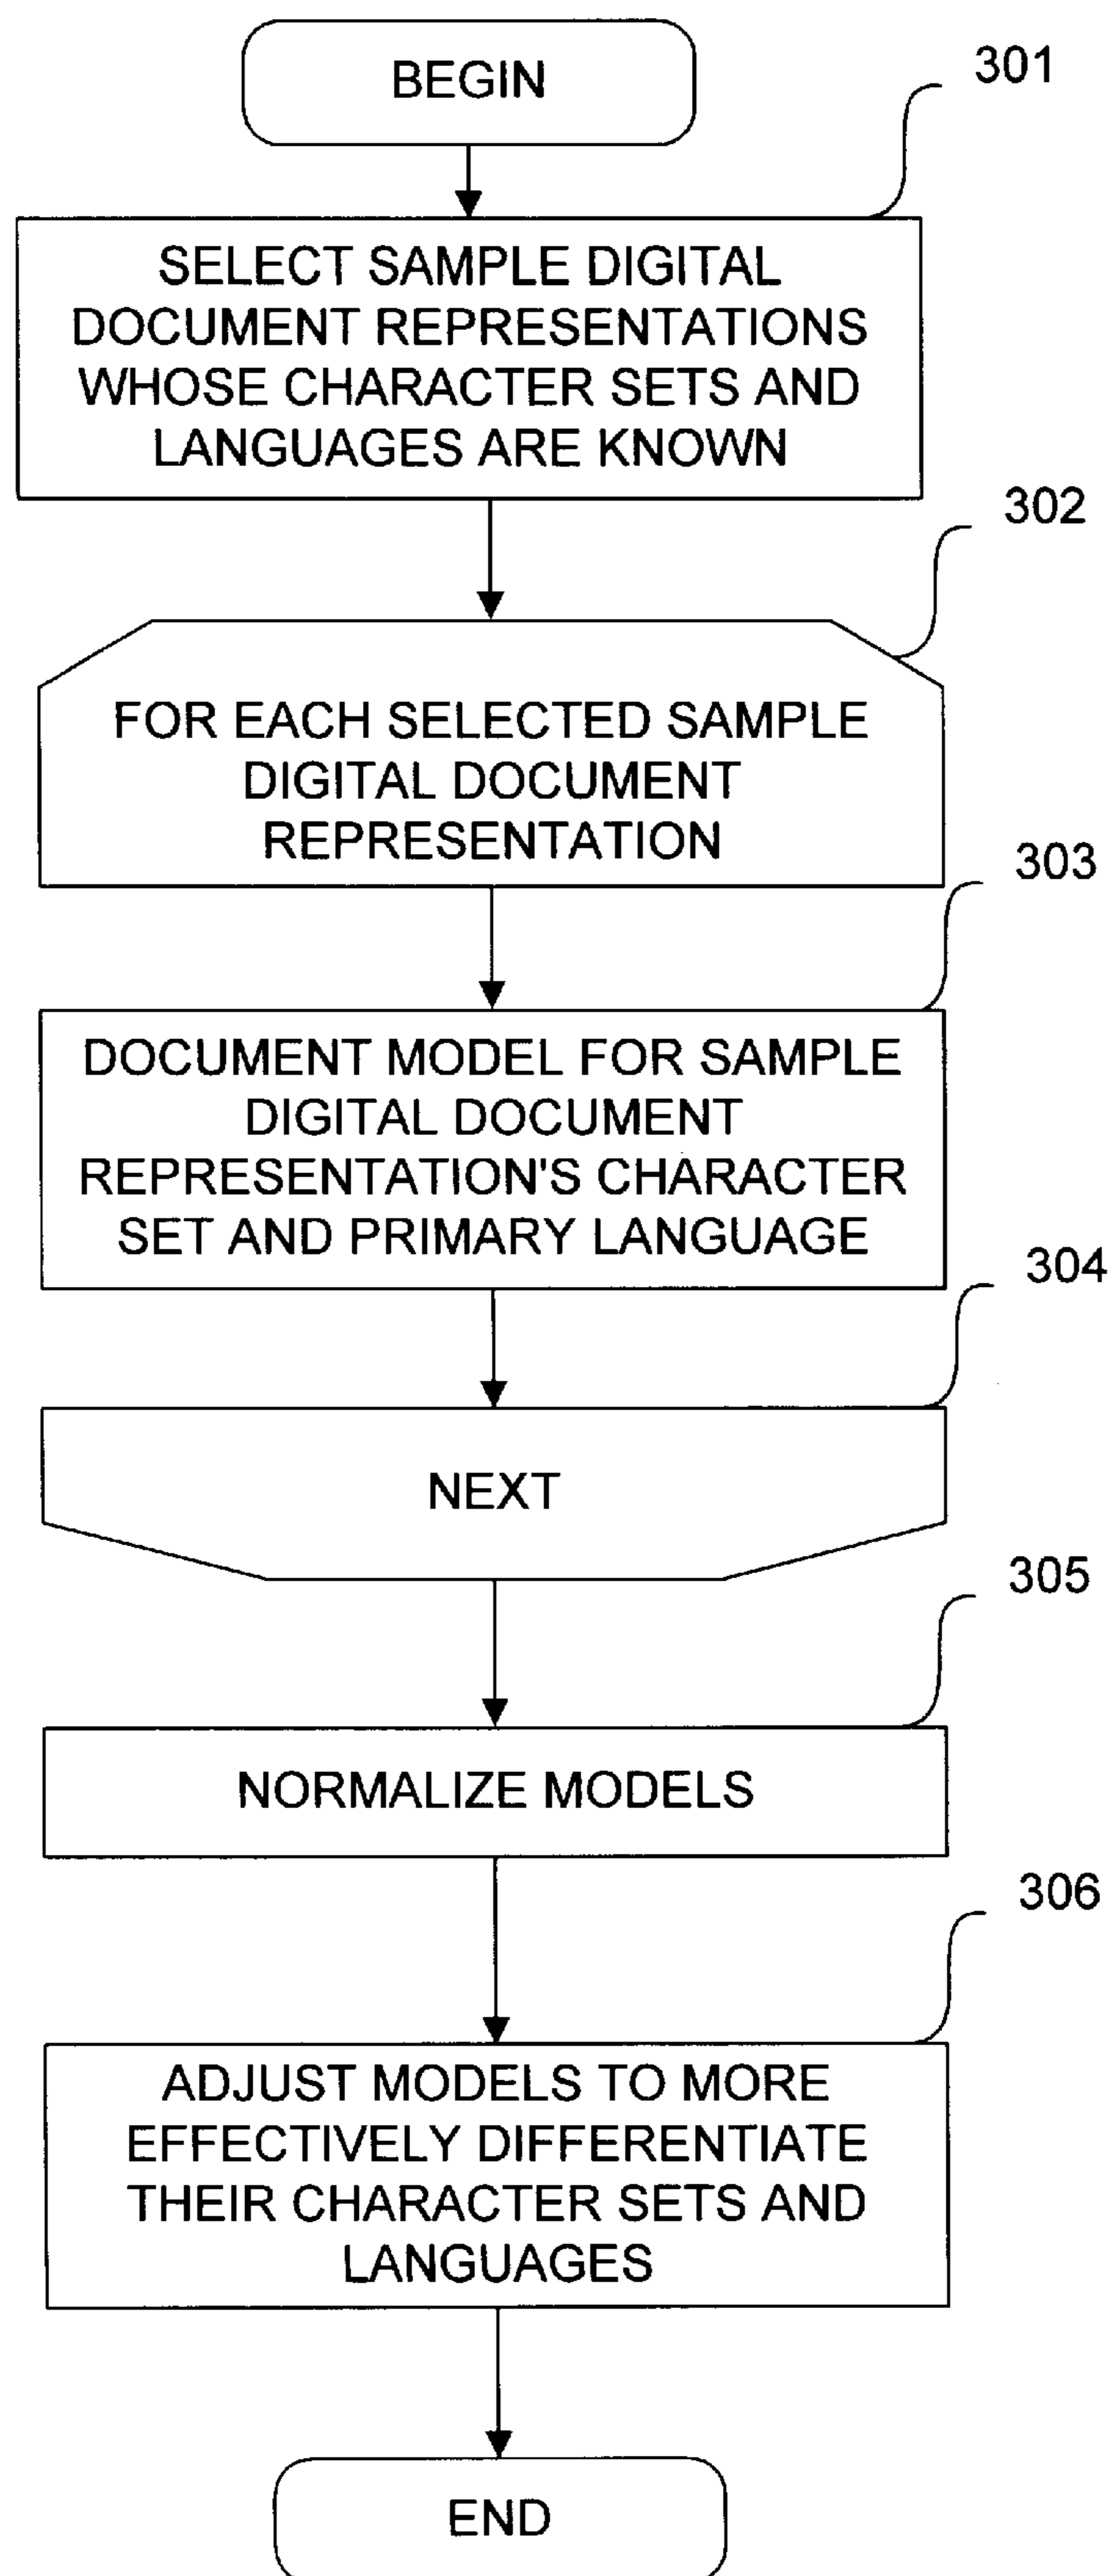 BEGIN
301
SELECT SAMPLE DIGITAL
DOCUMENT REPRESENTATIONS
WHOSE CHARACTER SETS AND
LANGUAGES ARE KNOWN
302
FOR EACH SELECTED SAMPLE
DIGITAL DOCUMENT
REPRESENTATION
303
DOCUMENT MODEL FOR SAMPLE
DIGITAL DOCUMENT
REPRESENTATION'S CHARACTER
SET AND PRIMARY LANGUAGE
304
NEXT
305
NORMALIZE MODELS
306
ADJUST MODELS TO MORE
EFFECTIVELY DIFFERENTIATE
THEIR CHARACTER SETS AND
LANGUAGES
END